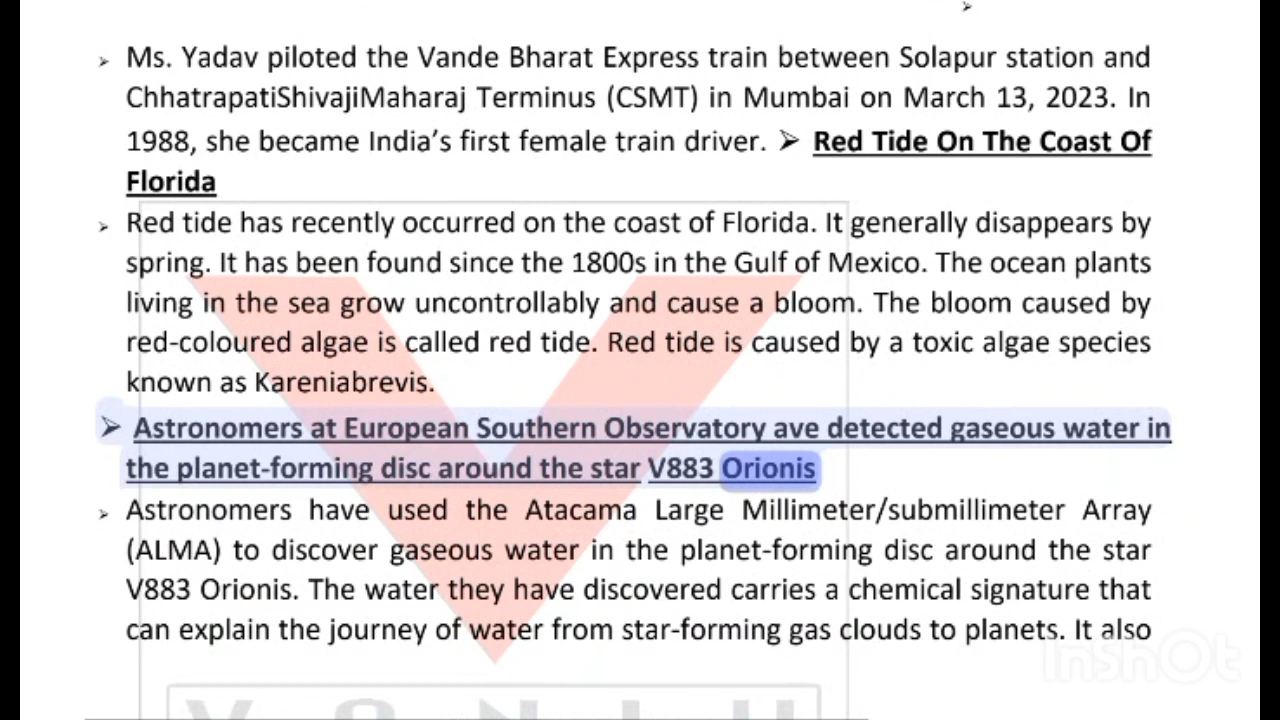 ➢ Ms. Yadav piloted the Vande Bharat Express train between Solapur station and
ChhatrapatiShivajiMaharaj Terminus (CSMT) in Mumbai on March 13, 2023. In
1988, she became India's first female train driver. ➢ Red Tide On The Coast Of
Florida
➢ Red tide has recently occurred on the coast of Florida. It generally disappears by
spring. It has been found since the 1800s in the Gulf of Mexico. The ocean plants
living in the sea grow uncontrollably and cause a bloom. The bloom caused by
red-coloured algae is called red tide. Red tide is caused by a toxic algae species
known as Kareniabrevis.
➢ Astronomers at European Southern Observatory ave detected gaseous water in
the planet-forming disc around the star V883 Orionis
➢ Astronomers have used the Atacama Large Millimeter/submillimeter Array
(ALMA) to discover gaseous water in the planet-forming disc around the star
V883 Orionis. The water they have discovered carries a chemical signature that
can explain the journey of water from star-forming gas clouds to planets. It also
InShOt